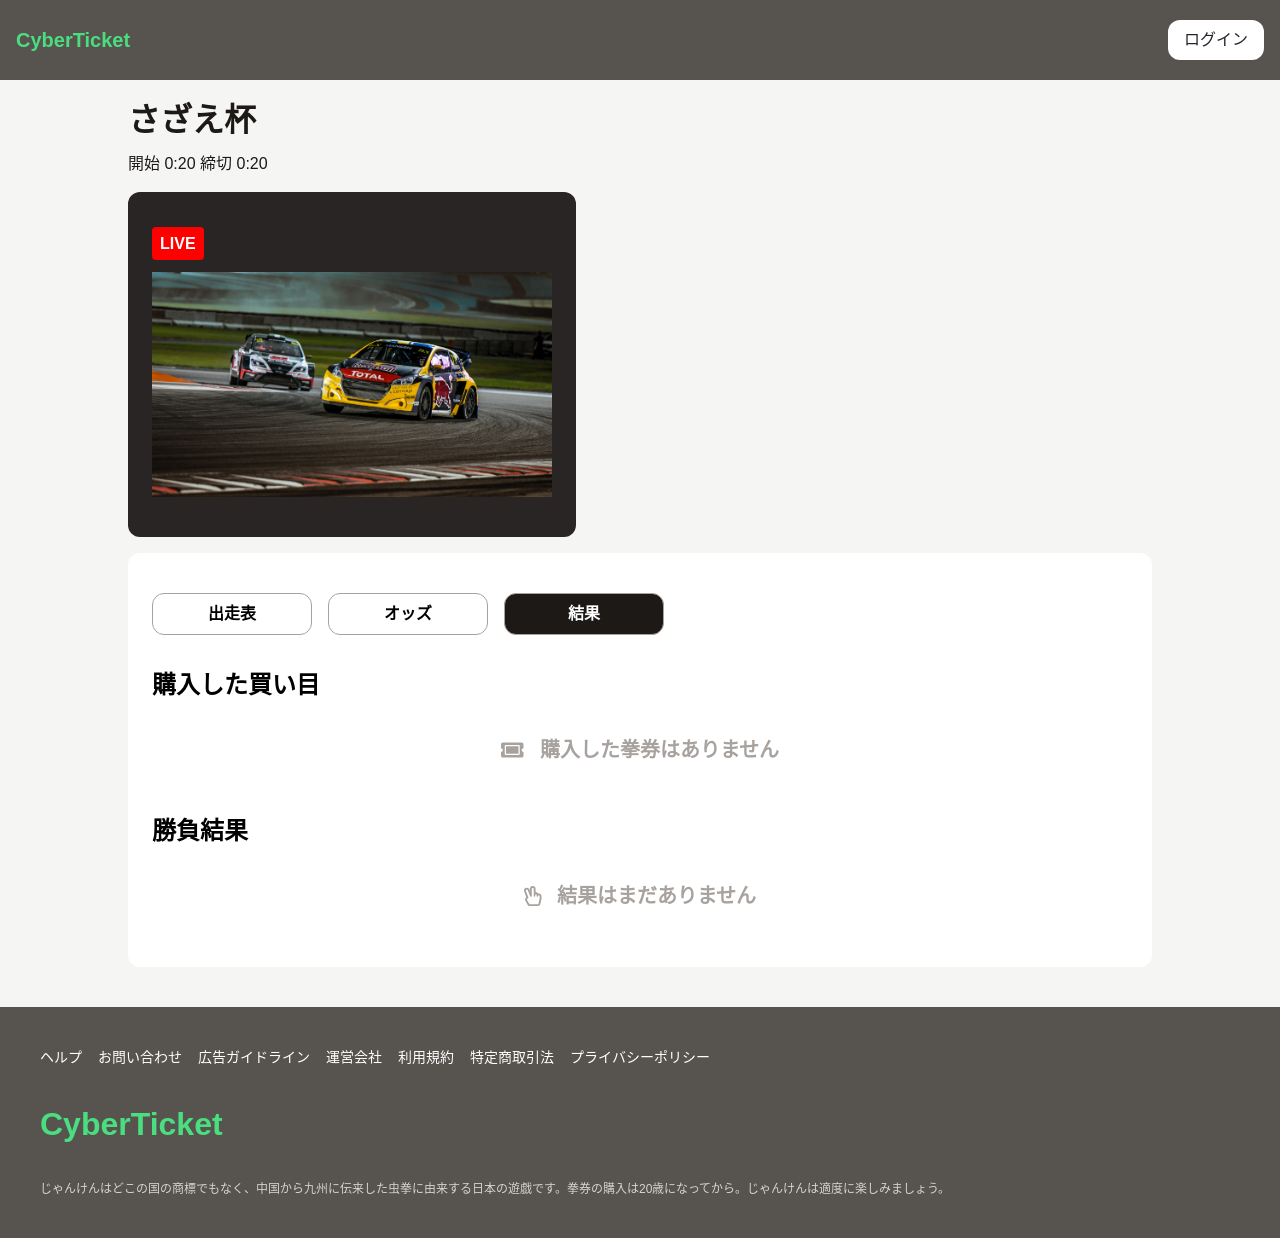 CyberTicket
ログイン
さざえ杯
開始 0:20 締切 0:20
LIVE
TOTAL
出走表
オッズ
結果
購入した買い目
購入した拳券はありません
勝負結果
結果はまだありません
ヘルプ お問い合わせ 広告ガイドライン 運営会社 利用規約 特定商取引法 プライバシーポリシー
CyberTicket
じゃんけんはどこの国の商標でもなく、中国から九州に伝来した虫拳に由来する日本の遊戯です。拳券の購入は20歳になってから。じゃんけんは適度に楽しみましょう。